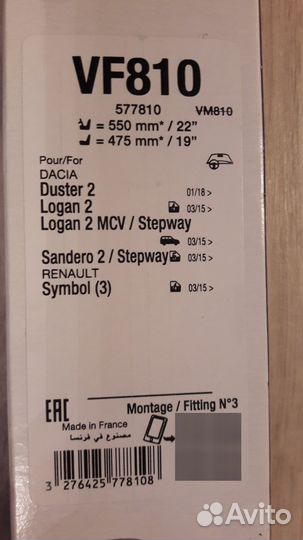 VF810
577810 VM810
= 550 mm* / 22"
= 475 mm* / 19"
Pour/For
DACIA
Duster 2 01/18 >
Logan 2 03/15 >
Logan 2 MCV / Stepway
03/15 >
Sandero 2 / Stepway 03/15 >
RENAULT
Symbol (3) 03/15 >
EAC
Montage / Fitting N°3
Made in France
مصنوع في فرنسا
3 276425 778108
Avito